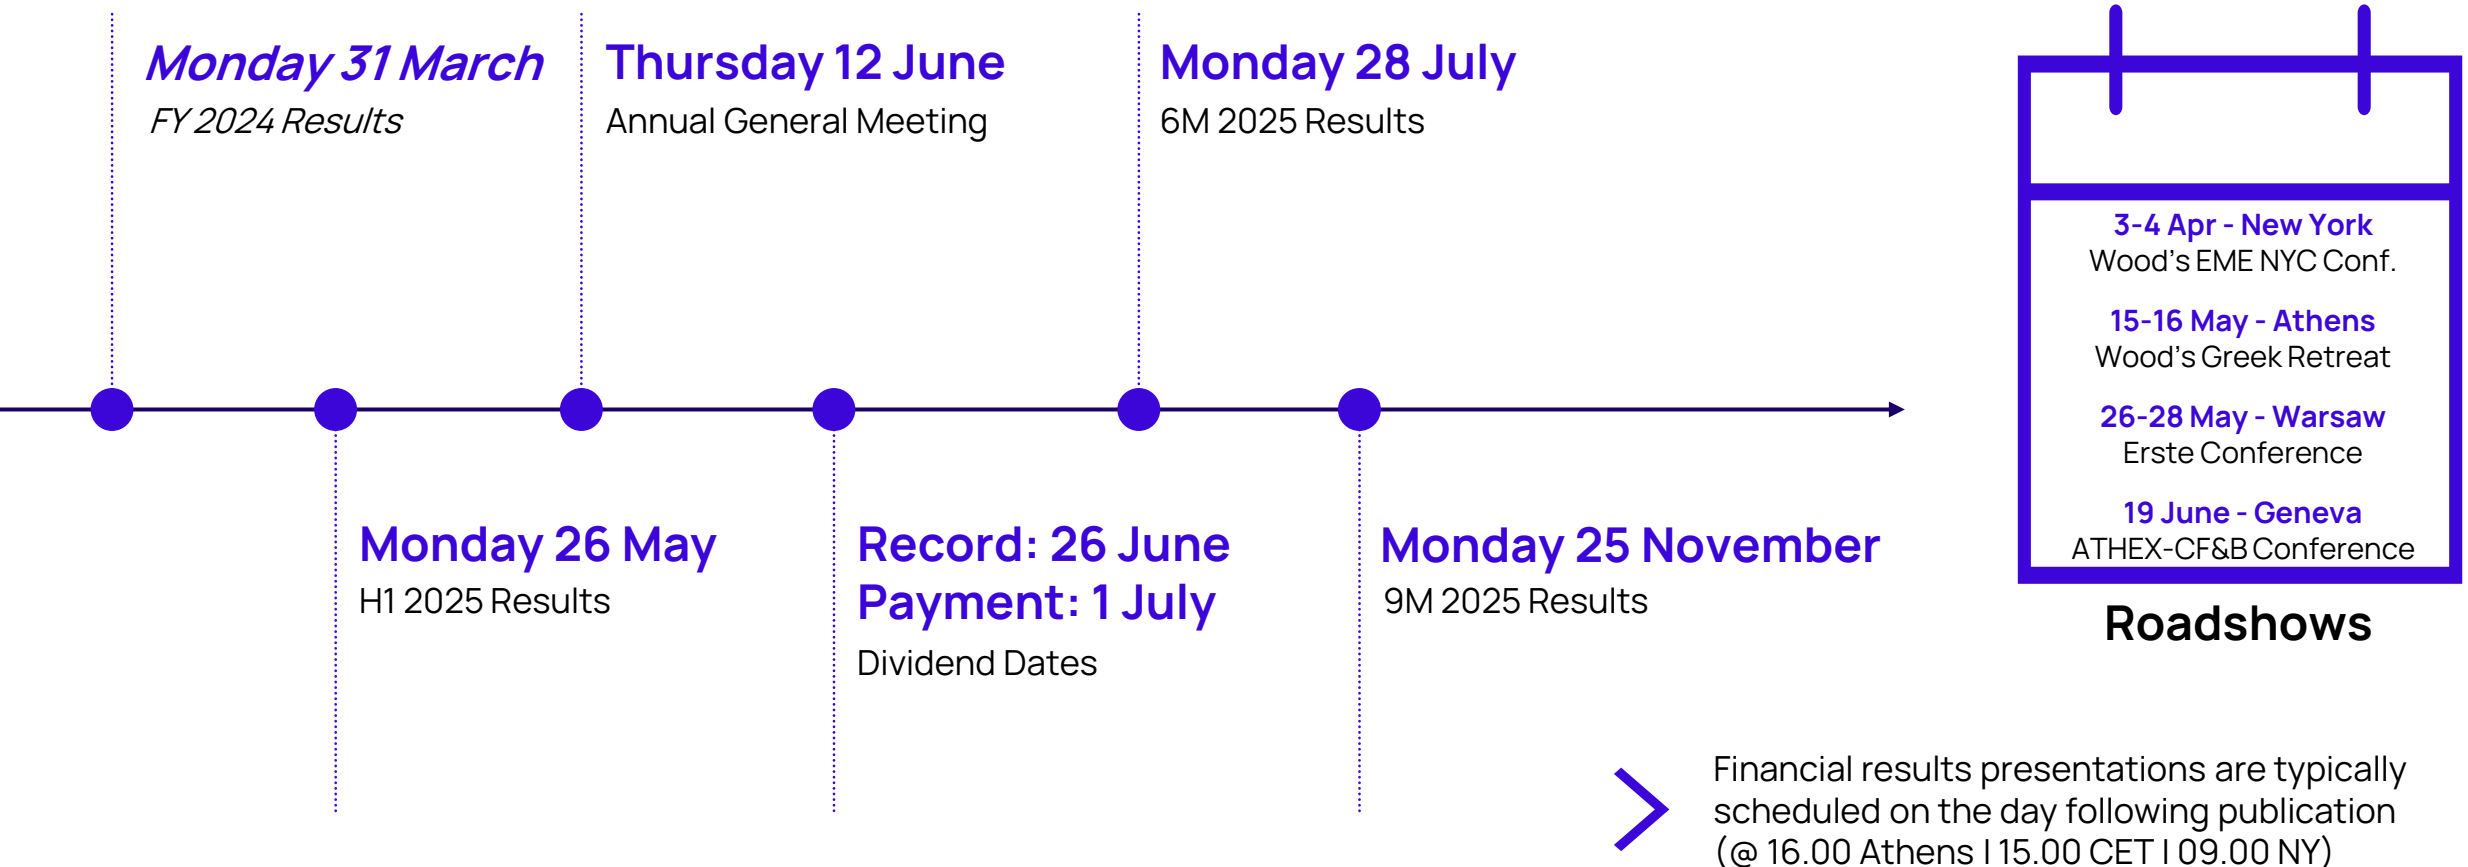 Monday 31 March
FY 2024 Results
Thursday 12 June
Annual General Meeting
Monday 28 July
6M 2025 Results
Monday 26 May
H1 2025 Results
Record: 26 June
Payment: 1 July
Dividend Dates
Monday 25 November
9M 2025 Results
3-4 Apr - New York
Wood's EME NYC Conf.
15-16 May - Athens
Wood's Greek Retreat
26-28 May - Warsaw
Erste Conference
19 June - Geneva
ATHEX-CF&B Conference
Roadshows
Financial results presentations are typically
scheduled on the day following publication
(@ 16.00 Athens | 15.00 CET | 09.00 NY)